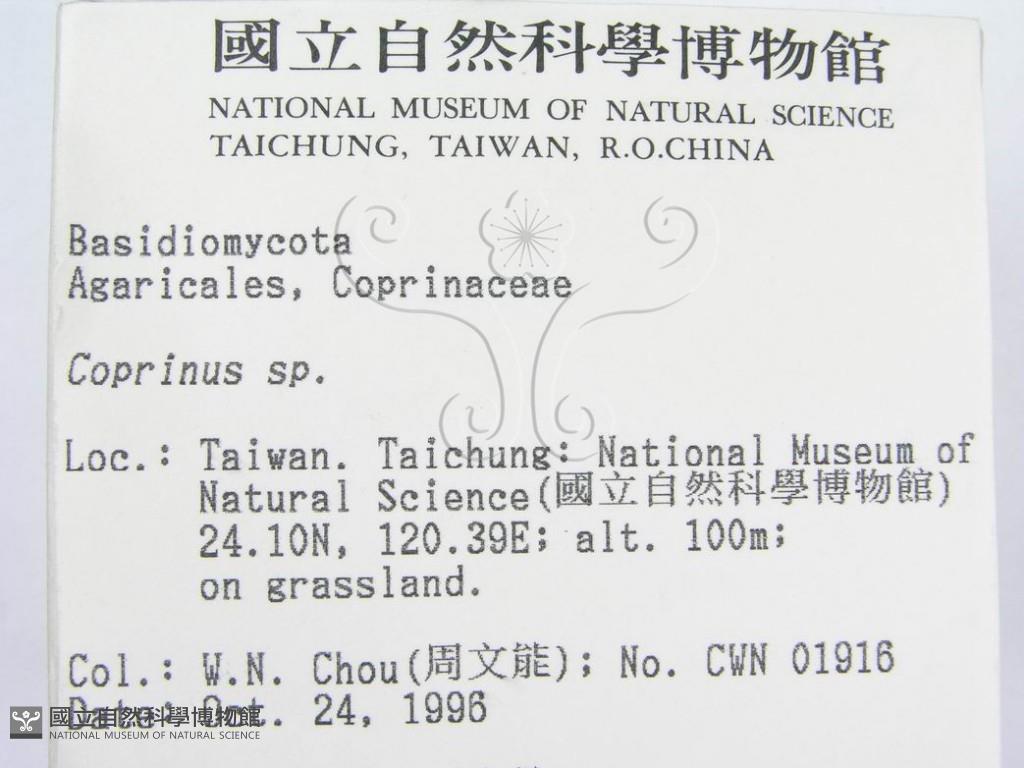 國立自然科學博物館
NATIONAL MUSEUM OF NATURAL SCIENCE
TAICHUNG, TAIWAN, R.O.CHINA
Basidiomycota
Agaricales, Coprinaceae
Coprinus sp.
Loc.: Taiwan. Taichung: National Museum of
Natural Science(國立自然科學博物館)
24.10N, 120.39E; alt. 100m;
on grassland.
Col.: W.N. Chou(周文能); No. CWN 01916
Date: Oct. 24, 1996
國立自然科學博物館
NATIONAL MUSEUM OF NATURAL SCIENCE